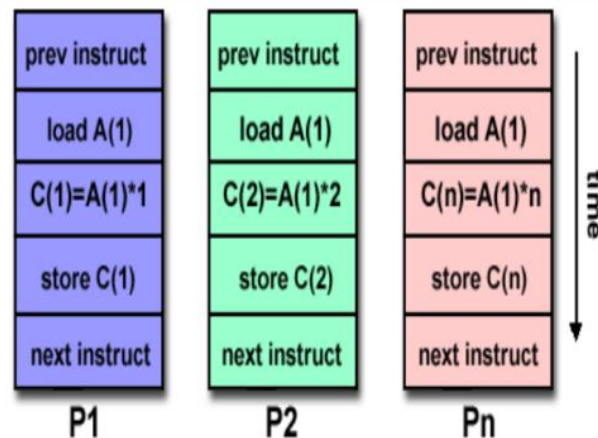 prev instruct
load A(1)
C(1)=A(1)*1
store C(1)
next instruct
P1
prev instruct
load A(1)
C(2)=A(1)*2
store C(2)
next instruct
P2
prev instruct
load A(1)
C(n)=A(1)*n
store C(n)
next instruct
Pn
time